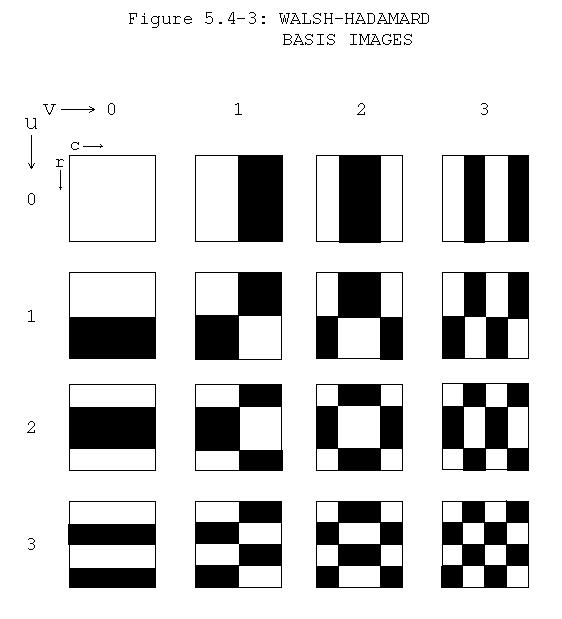 Figure 5.4-3: WALSH-HADAMARD
BASIS IMAGES
v 0 1 2 3
u
c
r
0
1
2
3